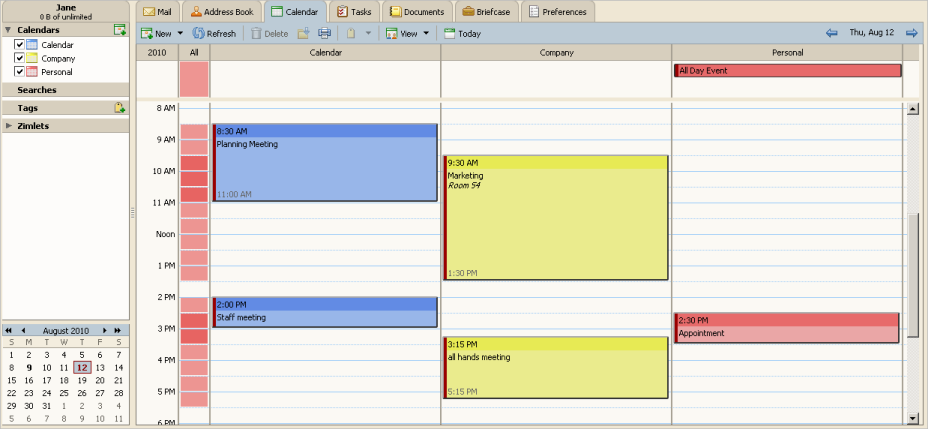 Jane
0 B of unlimited
Mail Address Book Calendar Tasks Documents Briefcase Preferences
New Refresh Delete View Today Thu, Aug 12
Calendars
Calendar
Company
Personal
Searches
Tags
Zimlets
2010 All Calendar Company Personal
All Day Event
8 AM
9 AM
10 AM
11 AM
Noon
1 PM
2 PM
3 PM
4 PM
5 PM
6 PM
8:30 AM
Planning Meeting
11:00 AM
2:00 PM
Staff meeting
9:30 AM
Marketing
Room 54
1:30 PM
3:15 PM
all hands meeting
5:15 PM
2:30 PM
Appointment
August 2010
S M T W T F S
1 2 3 4 5 6 7
8 9 10 11 12 13 14
15 16 17 18 19 20 21
22 23 24 25 26 27 28
29 30 31 1 2 3 4
5 6 7 8 9 10 11